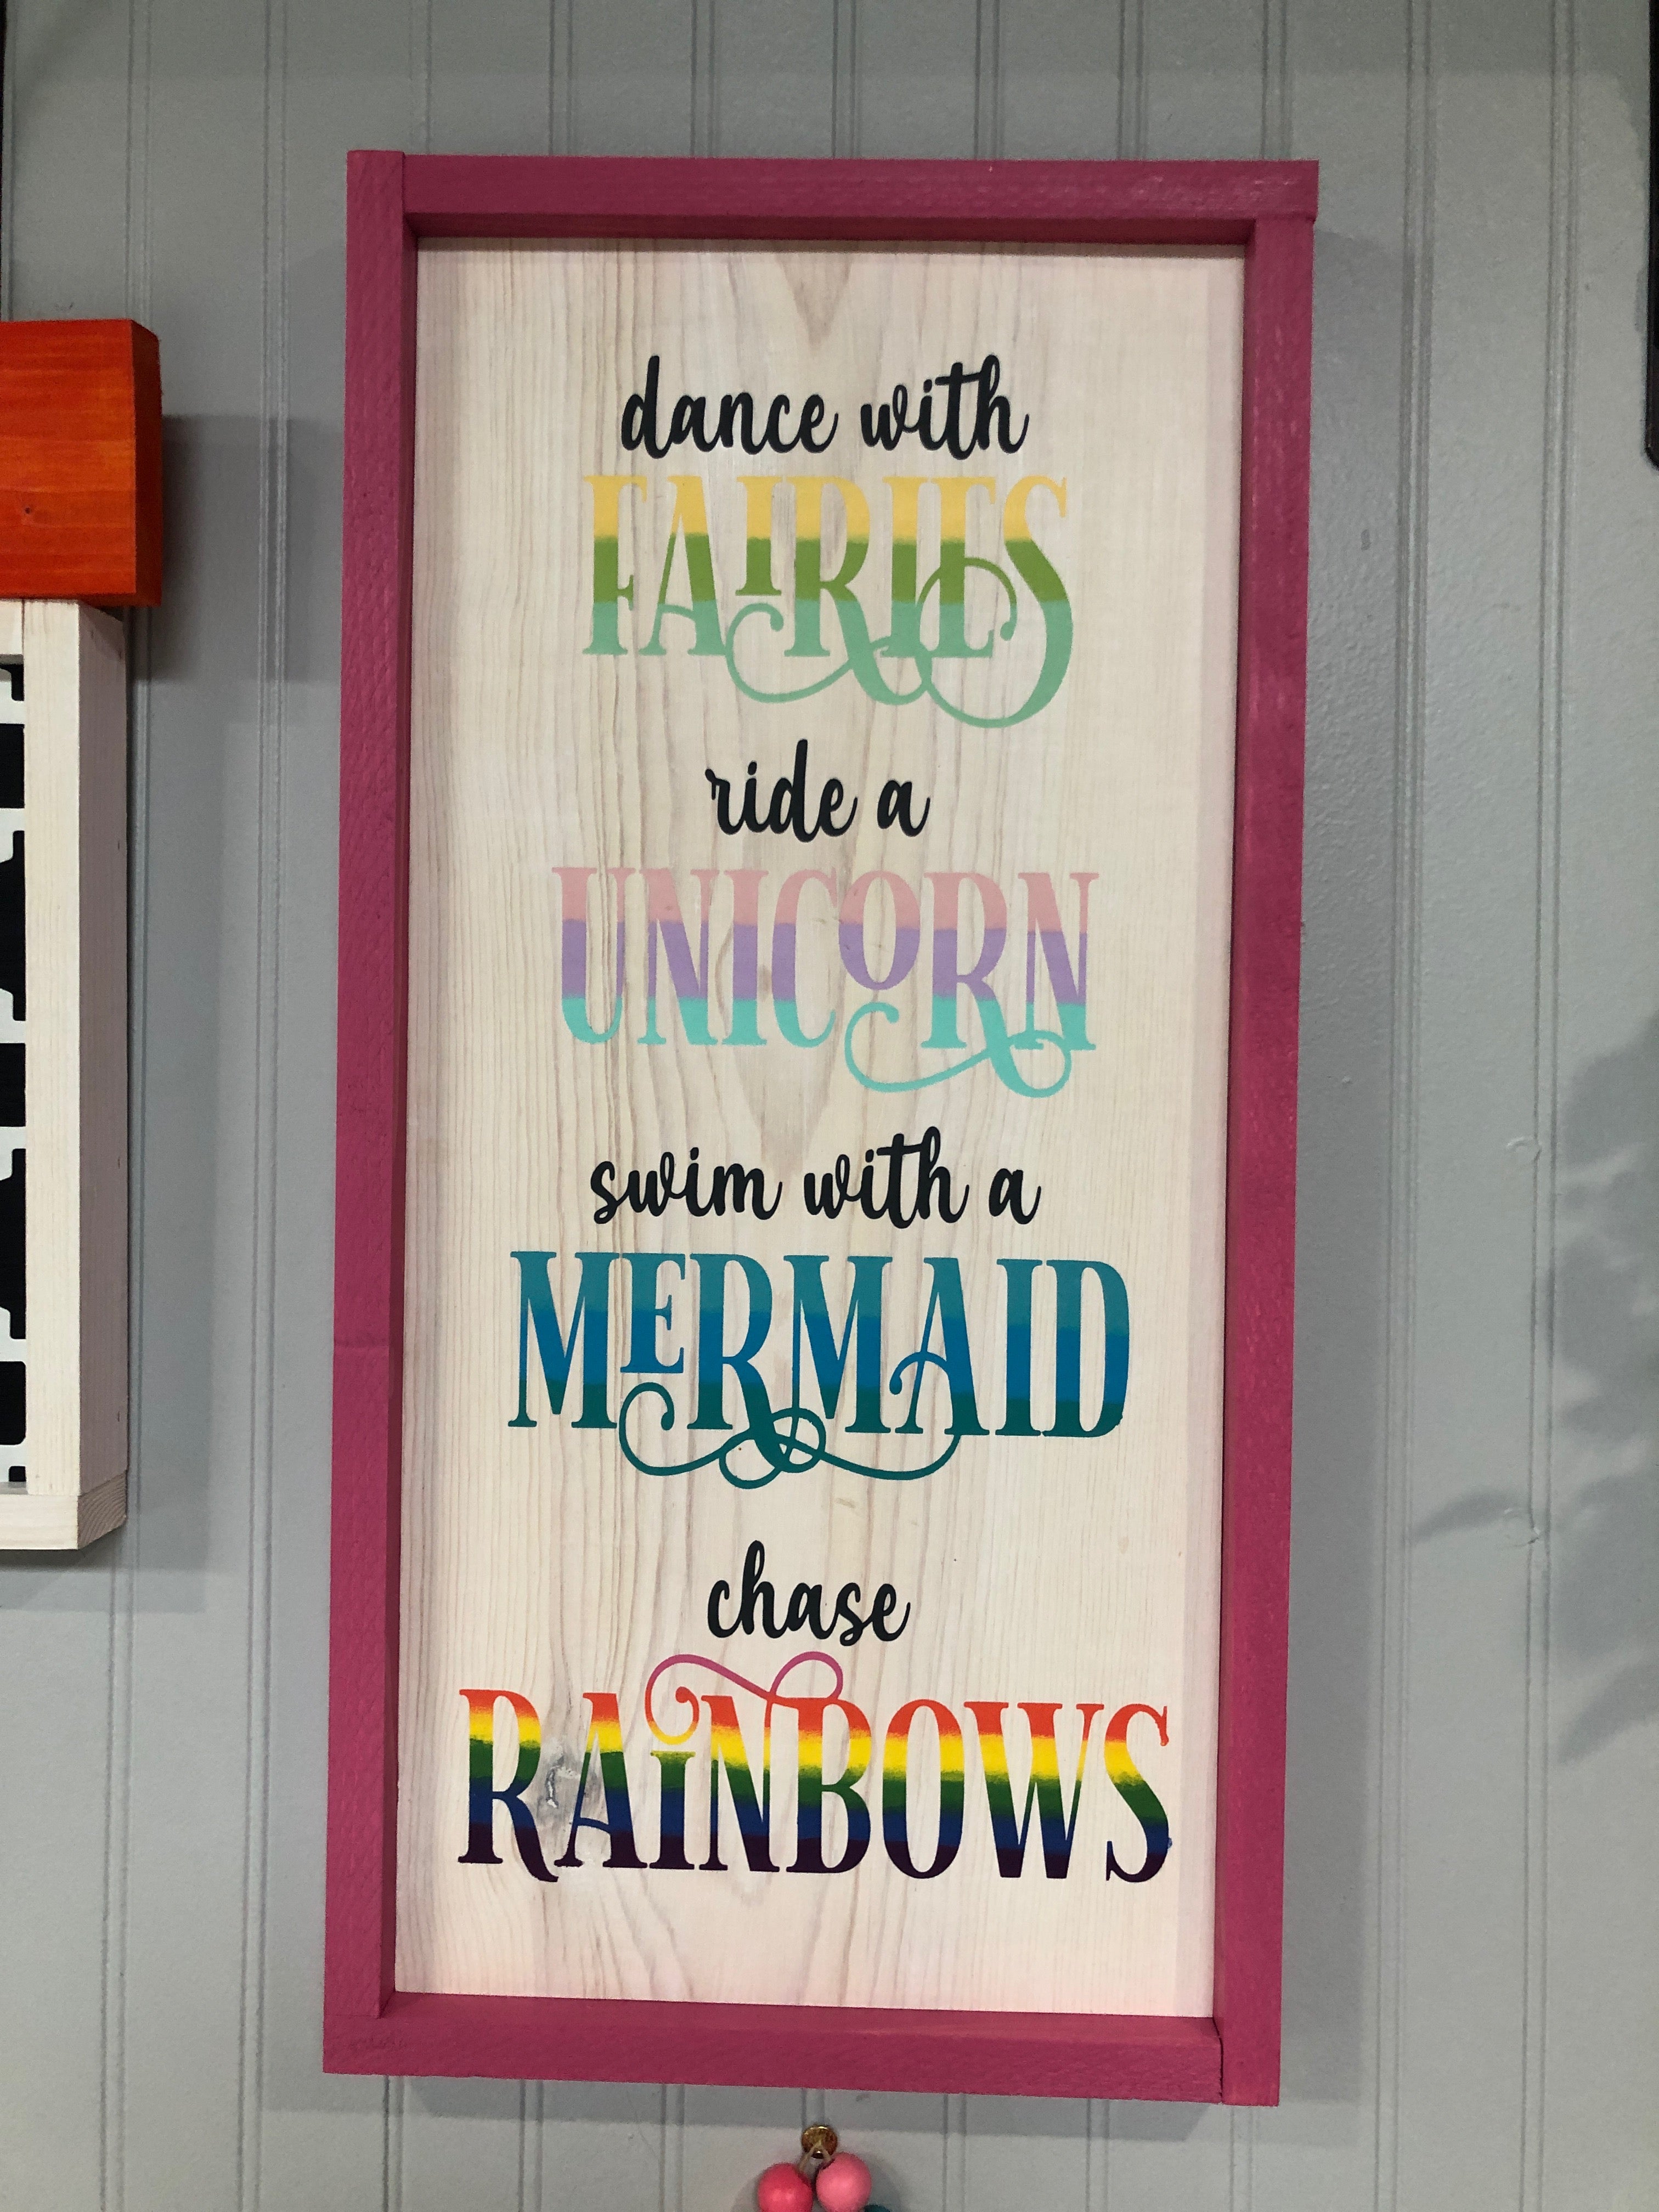 dance with
FAIRIES
ride a
UNICORN
swim with a
MERMAID
chase
RAiNBOWS